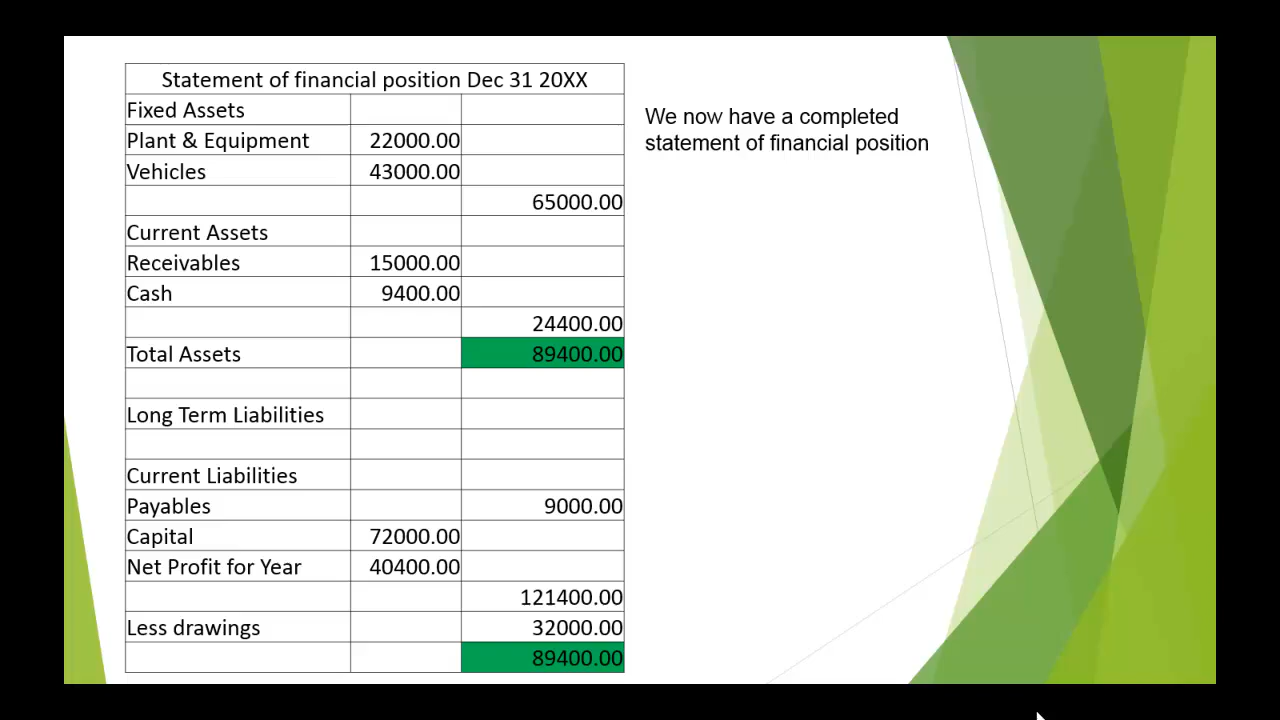 Statement of financial position Dec 31 20XX
Fixed Assets
Plant & Equipment 22000.00
Vehicles 43000.00
65000.00
Current Assets
Receivables 15000.00
Cash 9400.00
24400.00
Total Assets 89400.00
Long Term Liabilities
Current Liabilities
Payables 9000.00
Capital 72000.00
Net Profit for Year 40400.00
121400.00
Less drawings 32000.00
89400.00
We now have a completed
statement of financial position